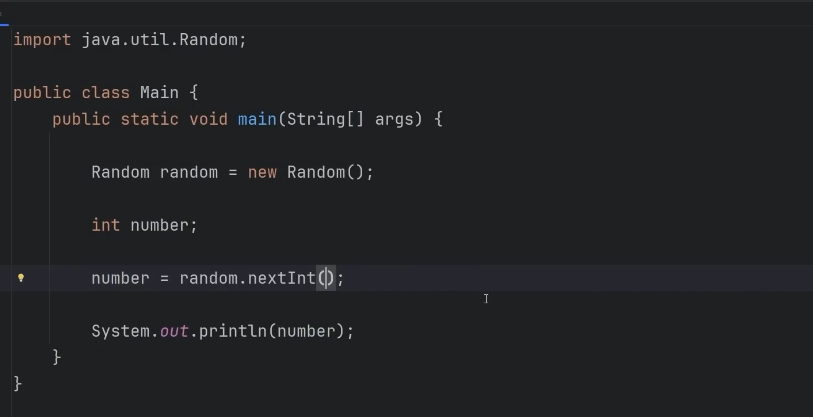 import java.util.Random;
public class Main {
public static void main(String[] args) {
Random random = new Random();
int number;
number = random.nextInt();
System.out.println(number);
}
}